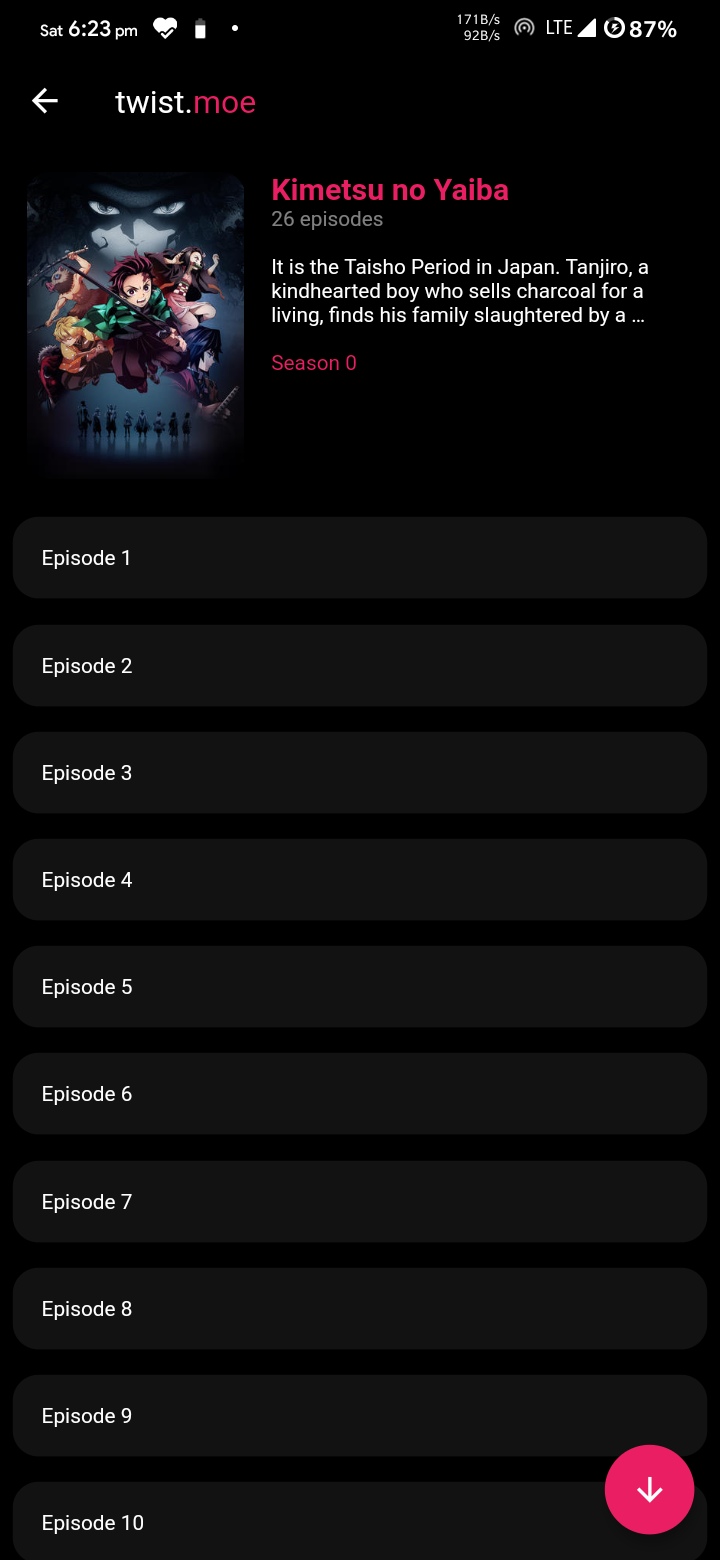 Sat 6:23 pm
171B/s
92B/s
LTE
87%
twist.moe
Kimetsu no Yaiba
26 episodes
It is the Taisho Period in Japan. Tanjiro, a
kindhearted boy who sells charcoal for a
living, finds his family slaughtered by a ...
Season 0
Episode 1
Episode 2
Episode 3
Episode 4
Episode 5
Episode 6
Episode 7
Episode 8
Episode 9
Episode 10